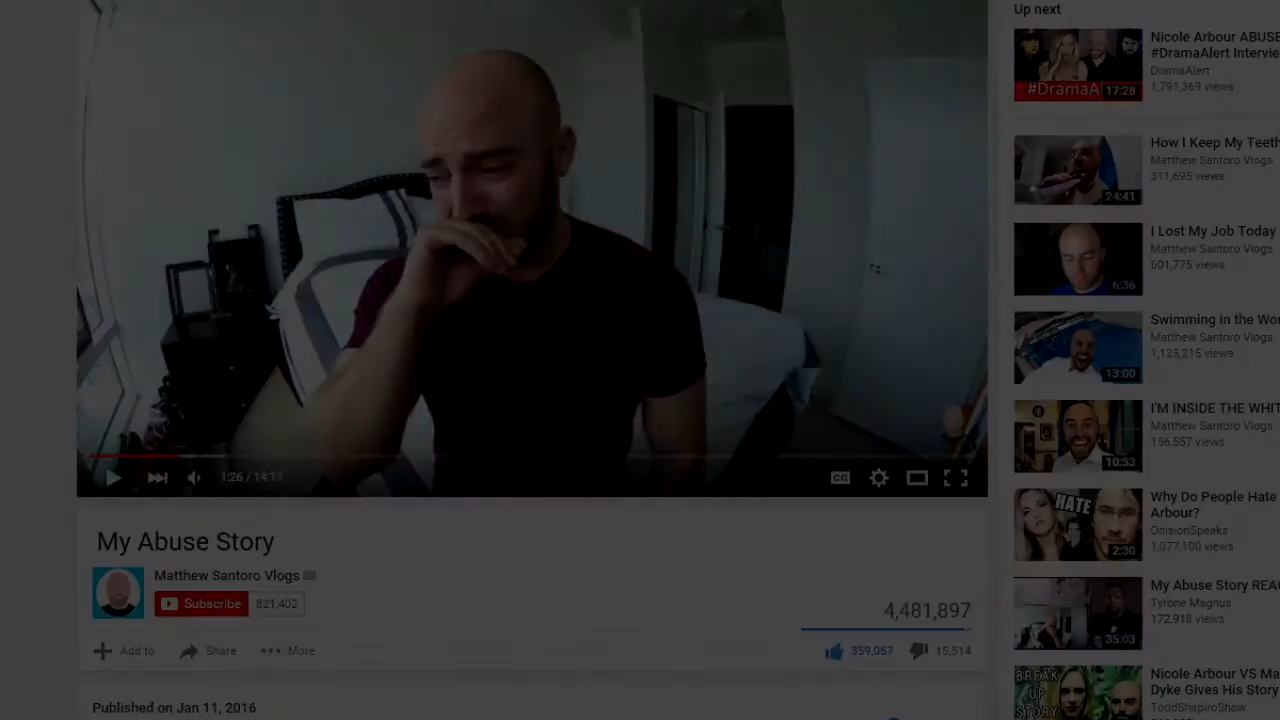 Up next
Nicole Arbour ABUSE
#DramaAlert Intervie
DramaAlert
1,791,369 views
#DramaA
17:28
How I Keep My Teeth
Matthew Santoro Vlogs
311,695 views
24:41
I Lost My Job Today
Matthew Santoro Vlogs
601,775 views
6:36
Swimming in the Wor
Matthew Santoro Vlogs
1,125,215 views
13:00
I'M INSIDE THE WHIT
Matthew Santoro Vlogs
156,557 views
10:33
Why Do People Hate
Arbour?
OnisionSpeaks
1,077,100 views
HATE
2:30
My Abuse Story REA
Tyrone Magnus
172,918 views
35:03
Nicole Arbour VS Ma
Dyke Gives His Story
ToddShapiroShow
BREAK
UP
STORY
1:26 / 14:17
CC
My Abuse Story
Matthew Santoro Vlogs
Subscribe 821,402
4,481,897
Add to Share More
359,057 15,514
Published on Jan 11, 2016